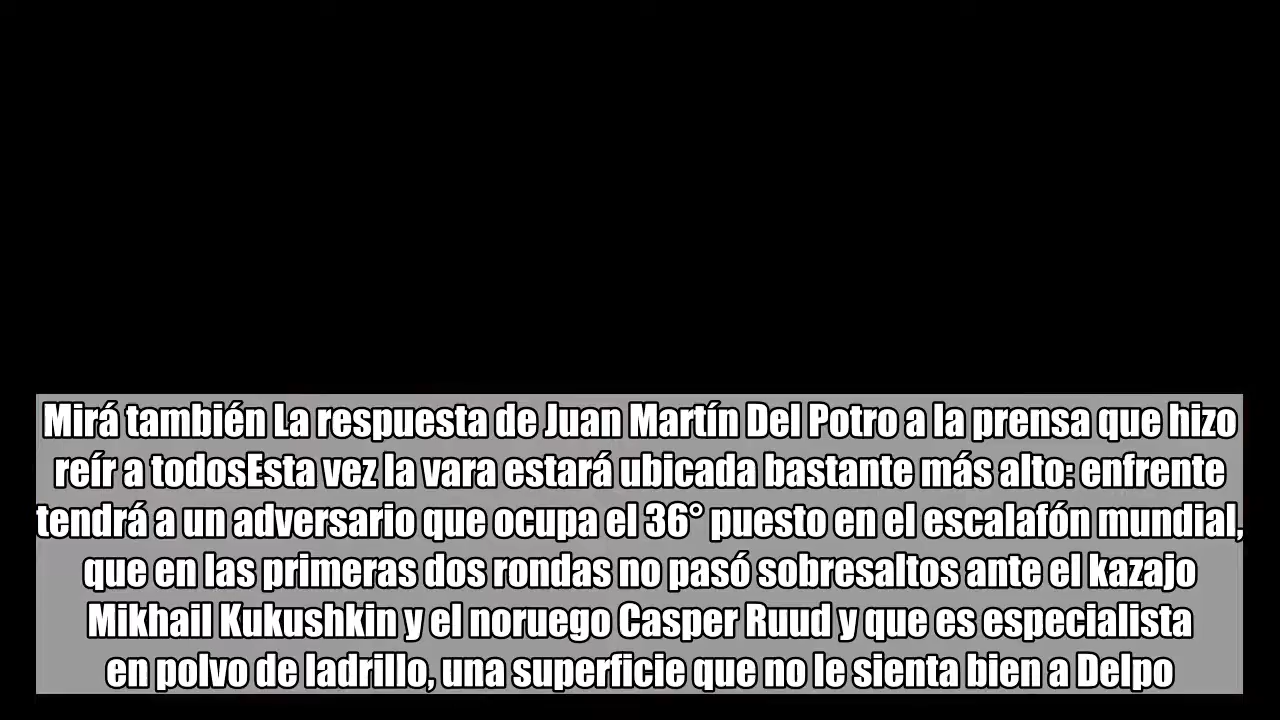 Mirá también La respuesta de Juan Martín Del Potro a la prensa que hizo
reír a todosEsta vez la vara estará ubicada bastante más alto: enfrente
tendrá a un adversario que ocupa el 36° puesto en el escalafón mundial,
que en las primeras dos rondas no pasó sobresaltos ante el kazajo
Mikhail Kukushkin y el noruego Casper Ruud y que es especialista
en polvo de ladrillo, una superficie que no le sienta bien a Delpo